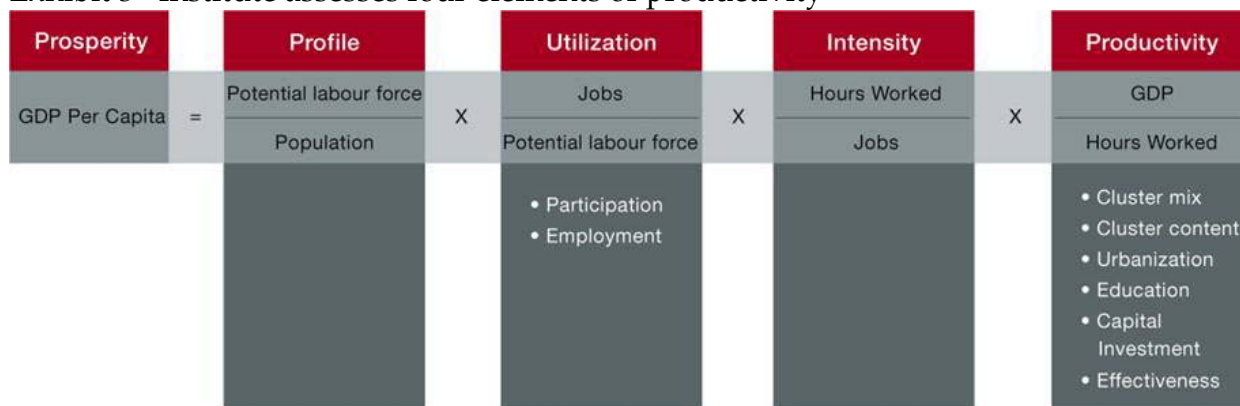 Prosperity
Profile
Utilization
Intensity
Productivity
GDP Per Capita
=
Potential labour force
Population
X
Jobs
Potential labour force
X
Hours Worked
Jobs
X
GDP
Hours Worked
• Participation
• Employment
• Cluster mix
• Cluster content
• Urbanization
• Education
• Capital
Investment
• Effectiveness